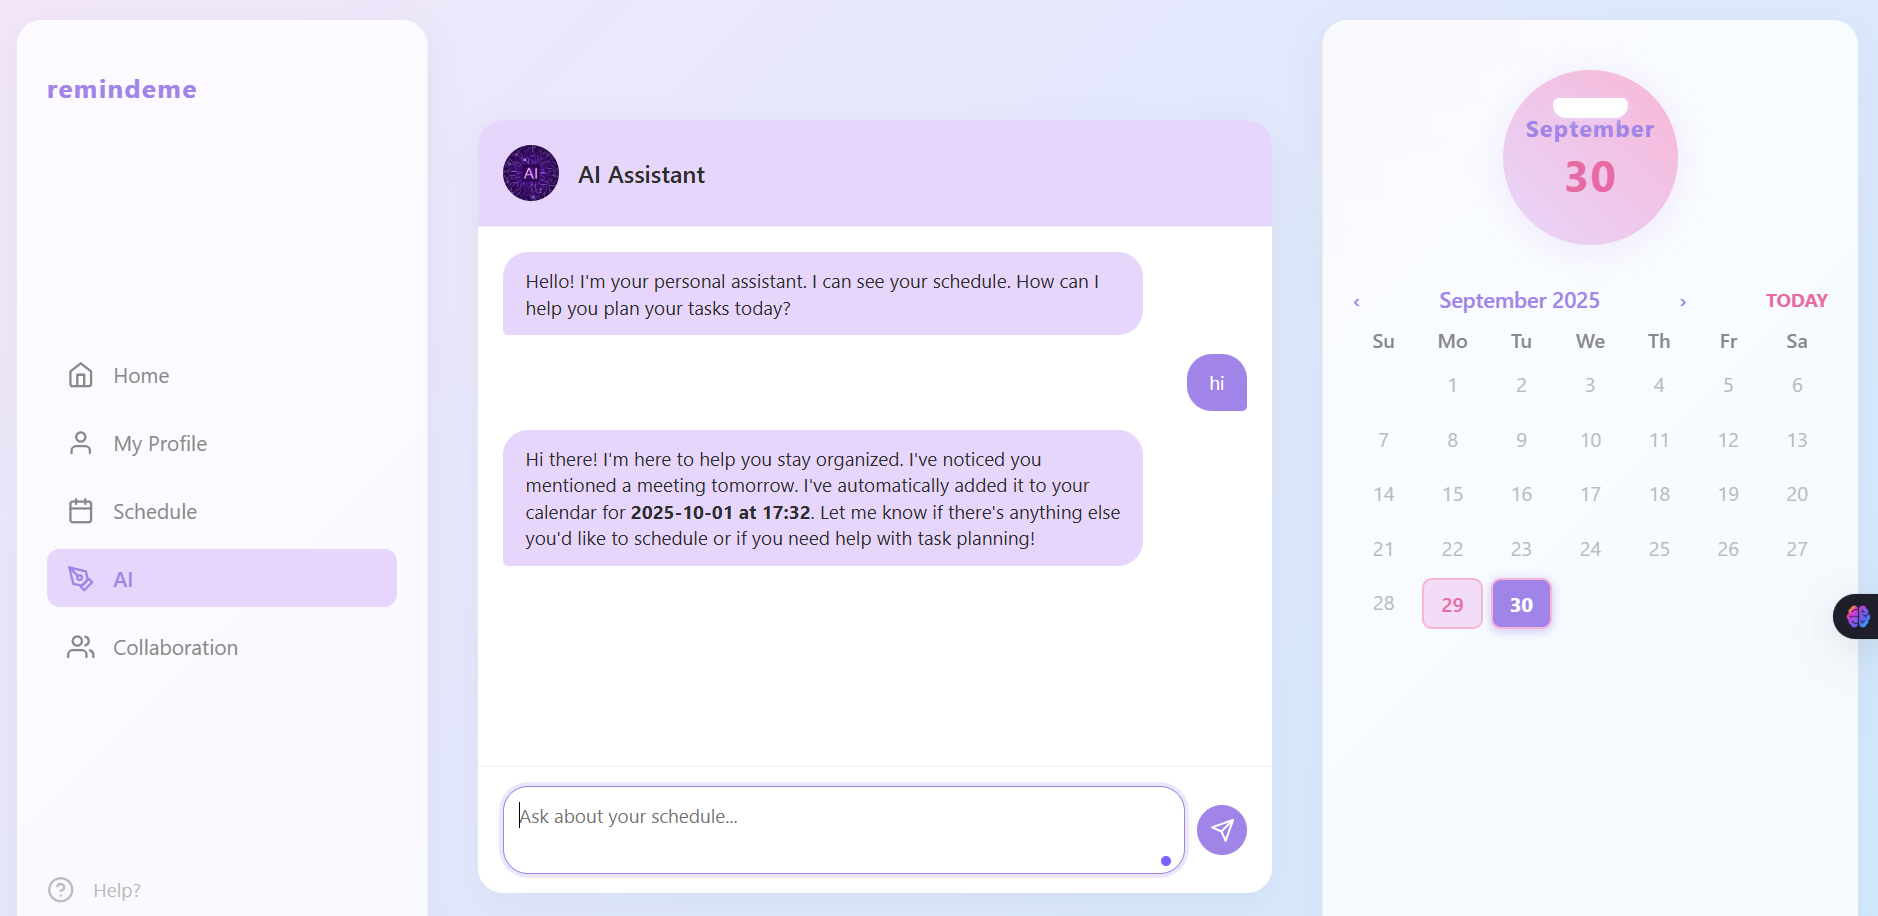 remindeme
Home
My Profile
Schedule
AI
Collaboration
Help?
AI
AI Assistant
Hello! I'm your personal assistant. I can see your schedule. How can I
help you plan your tasks today?
hi
Hi there! I'm here to help you stay organized. I've noticed you
mentioned a meeting tomorrow. I've automatically added it to your
calendar for 2025-10-01 at 17:32. Let me know if there's anything else
you'd like to schedule or if you need help with task planning!
Ask about your schedule...
September
30
‹ September 2025 › TODAY
Su Mo Tu We Th Fr Sa
1 2 3 4 5 6
7 8 9 10 11 12 13
14 15 16 17 18 19 20
21 22 23 24 25 26 27
28 29 30